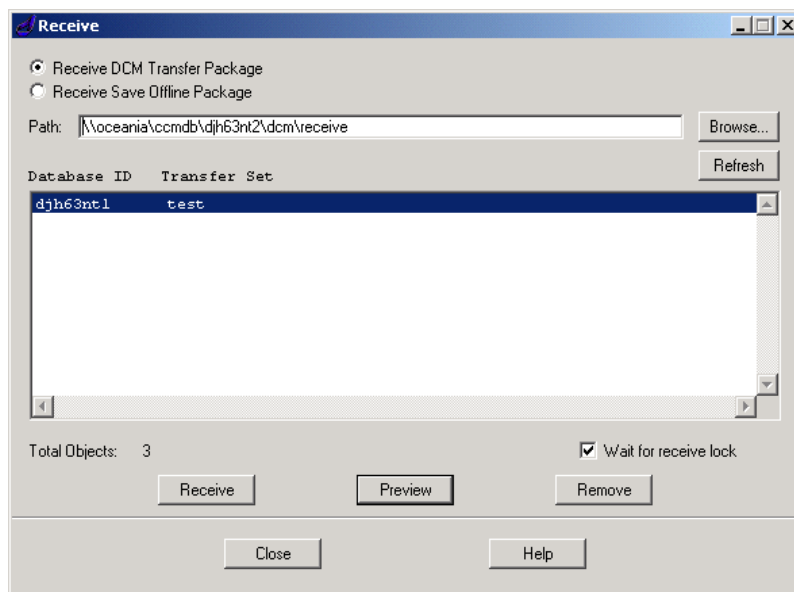 Receive
Receive DCM Transfer Package
Receive Save Offline Package
Path: \\oceania\ccmdb\djh63nt2\dcm\receive Browse...
Refresh
Database ID Transfer Set
djh63nt1 test
Total Objects: 3 Wait for receive lock
Receive Preview Remove
Close Help